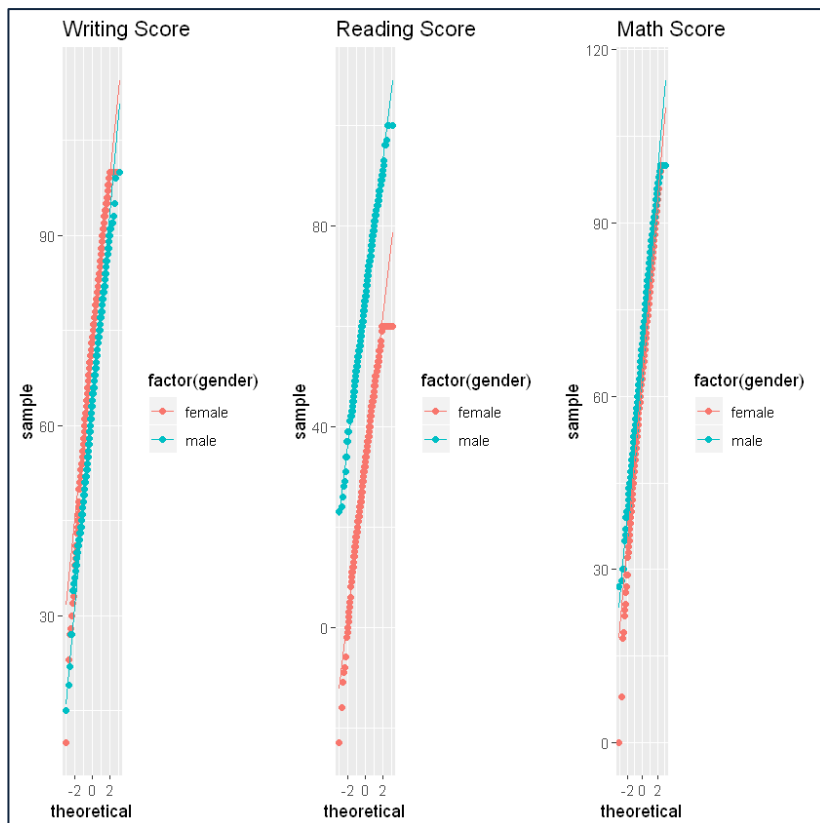 Writing Score
90
60
30
sample
-2 0 2
theoretical
factor(gender)
female
male
Reading Score
80
40
0
sample
-2 0 2
theoretical
factor(gender)
female
male
Math Score
120
90
60
30
0
sample
-2 0 2
theoretical
factor(gender)
female
male